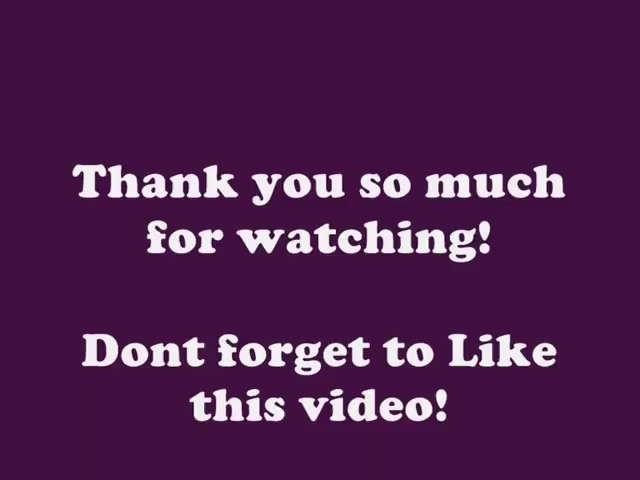 Thank you so much
for watching!
Dont forget to Like
this video!